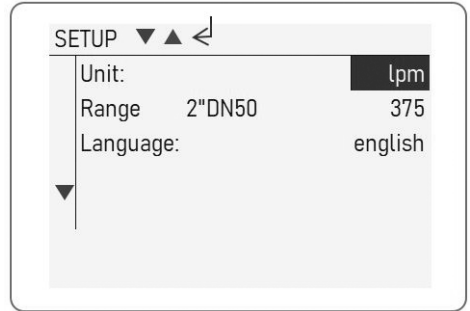 SETUP ▼ ▲
Unit: lpm
Range 2"DN50 375
Language: english